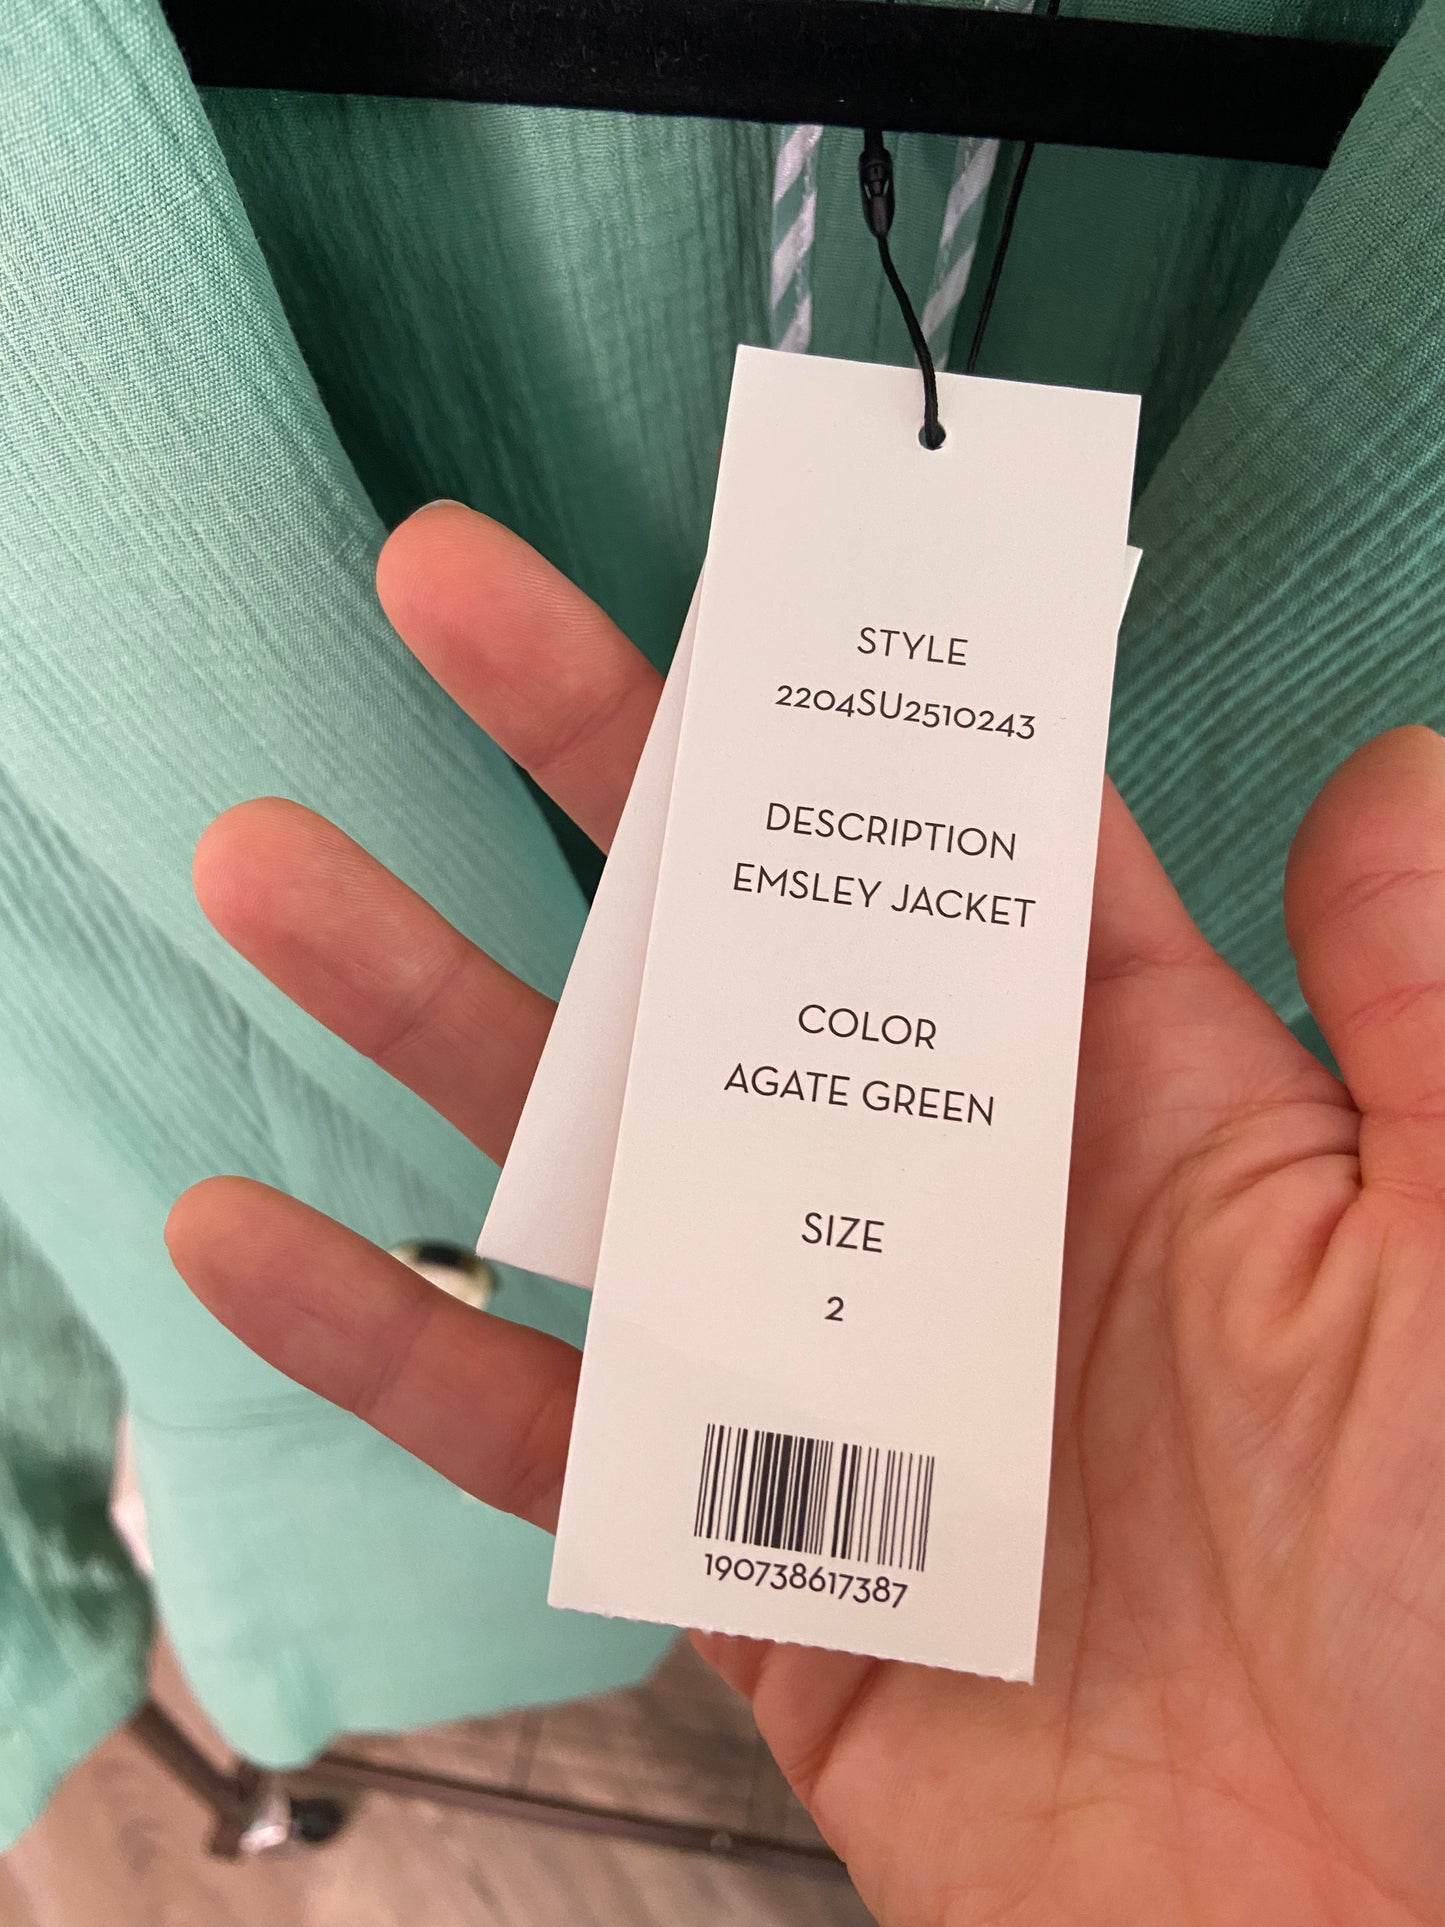 STYLE
2204SU2510243
DESCRIPTION
EMSLEY JACKET
COLOR
AGATE GREEN
SIZE
2
190738617387